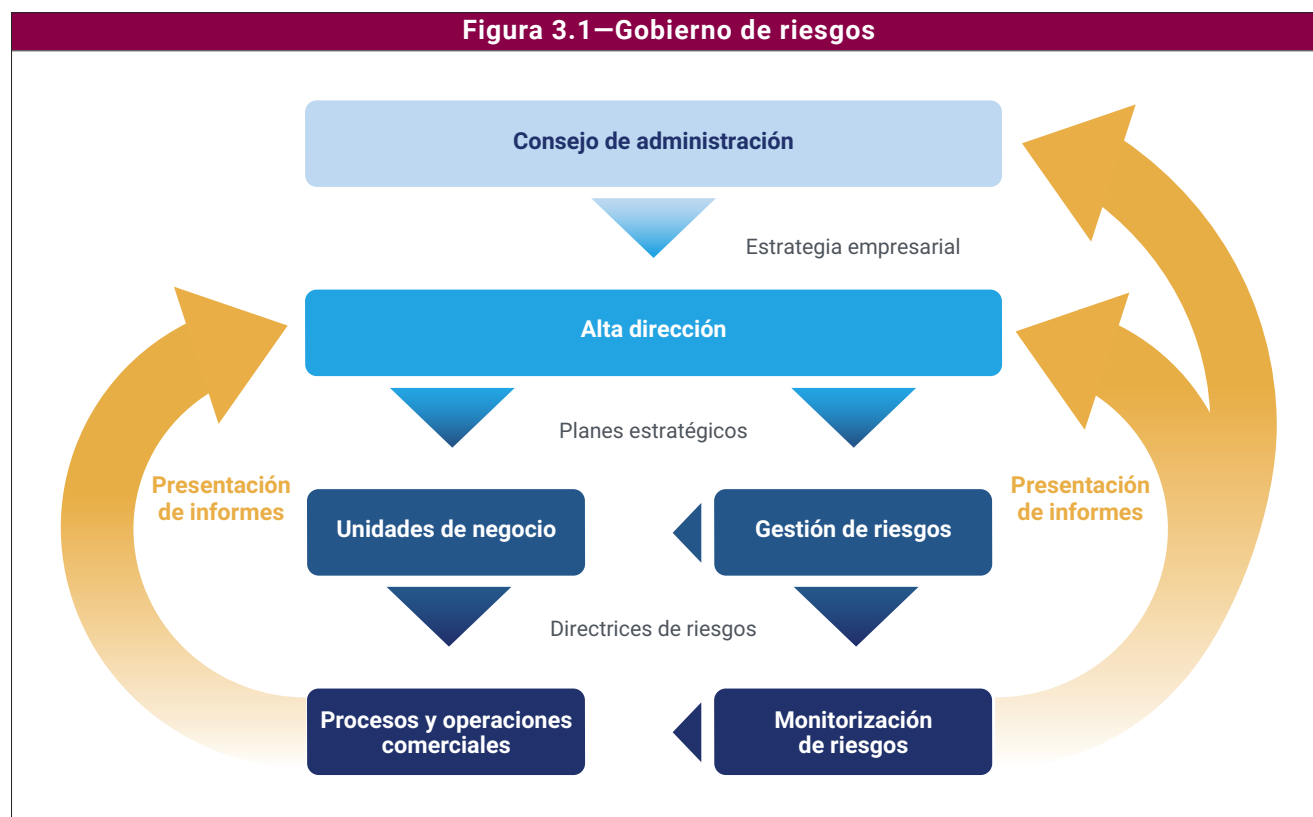 Figura 3.1—Gobierno de riesgos
Consejo de administración
Estrategia empresarial
Alta dirección
Planes estratégicos
Presentación
de informes
Unidades de negocio
Gestión de riesgos
Presentación
de informes
Directrices de riesgos
Procesos y operaciones
comerciales
Monitorización
de riesgos